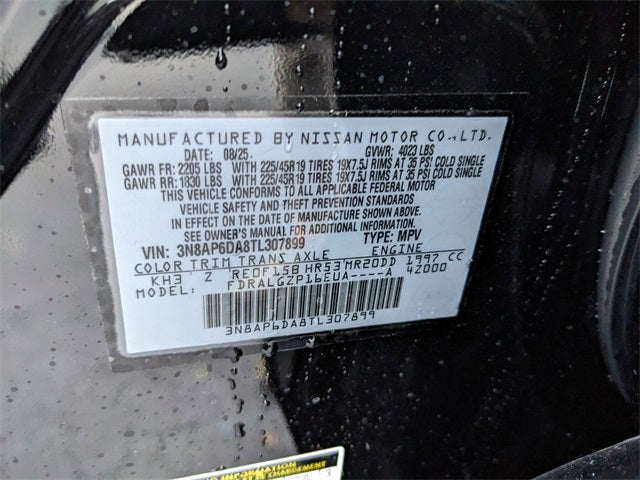 MANUFACTURED BY NISSAN MOTOR CO.,LTD.
DATE: 08/25. GVWR: 4023 LBS
GAWR FR: 2205 LBS WITH 225/45R19 TIRES 19X7.5J RIMS AT 35 PSI COLD SINGLE
GAWR RR: 1830 LBS WITH 225/45R19 TIRES 19X7.5J RIMS AT 35 PSI COLD SINGLE
THIS VEHICLE CONFORMS TO ALL APPLICABLE FEDERAL MOTOR
VEHICLE SAFETY AND THEFT PREVENTION STANDARDS
IN EFFECT ON THE DATE OF MANUFACTURE SHOWN ABOVE.
SEE OWNER'S MANUAL FOR ADDITIONAL INFORMATION.
VIN: 3N8AP6DA8TL307899 TYPE: MPV
COLOR TRIM TRANS AXLE ENGINE
KH3 Z RE0F15B HR53 MR20DD 1997 CC
MODEL: FDRALGZP16EUA----A 42000
3N8AP6DA8TL307899
INFORMATION